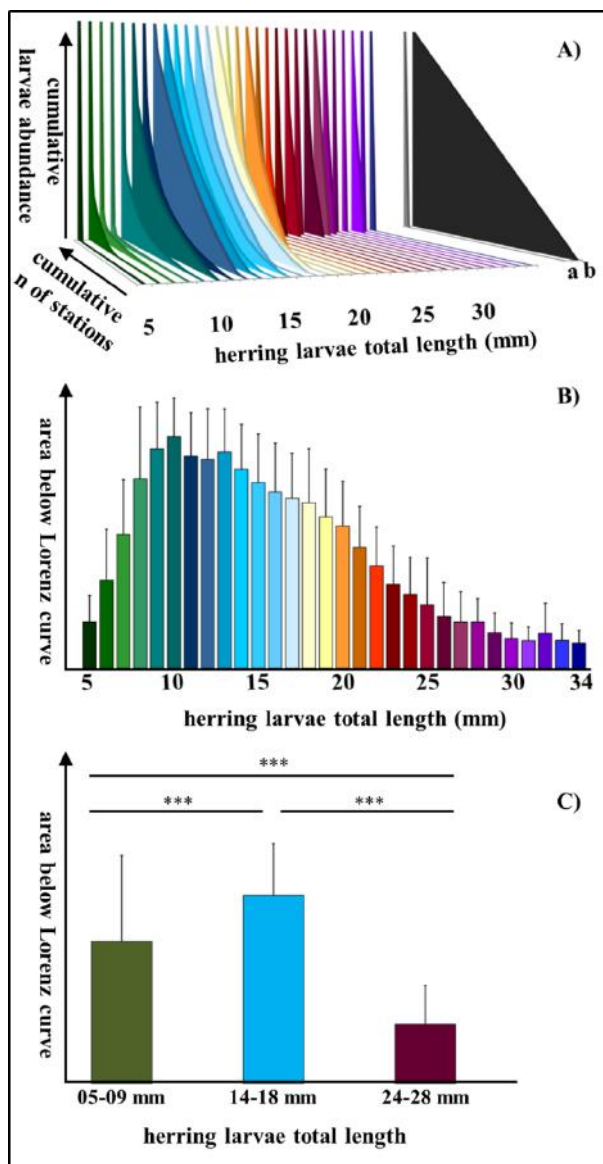 A)
cumulative
larvae abundance
cumulative
n of stations
a b
5 10 15 20 25 30
herring larvae total length (mm)
B)
area below Lorenz curve
5 10 15 20 25 30 34
herring larvae total length (mm)
C)
***
*** ***
area below Lorenz curve
05-09 mm 14-18 mm 24-28 mm
herring larvae total length